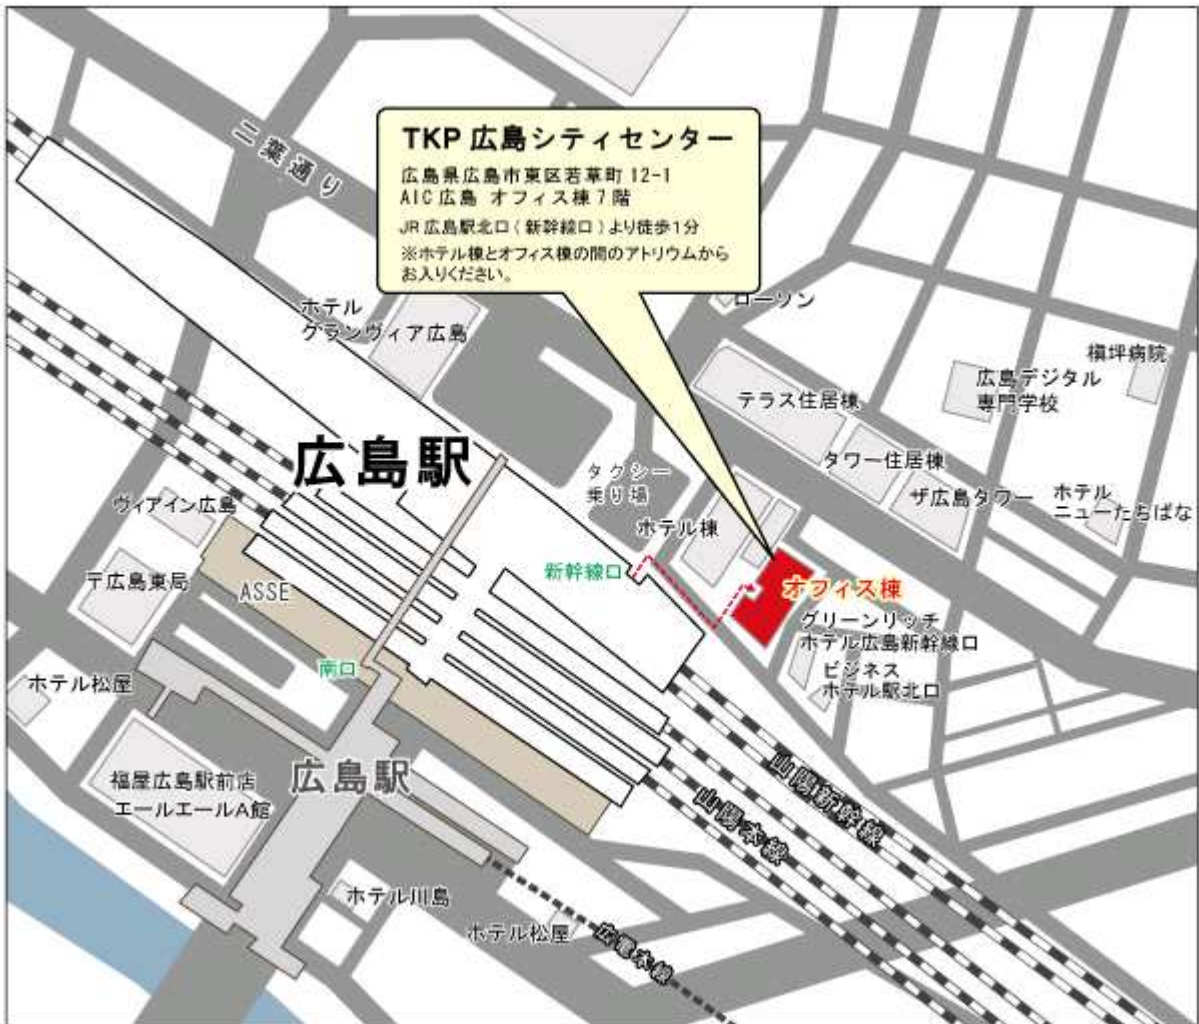 二葉通り
TKP 広島シティセンター
広島県広島市東区若草町 12-1
AIC 広島 オフィス棟 7 階
JR 広島駅北口(新幹線口)より徒歩1分
※ホテル棟とオフィス棟の間のアトリウムから
お入りください。
ホテル
グランヴィア広島
ローソン
槇坪病院
広島デジタル
専門学校
テラス住居棟
タワー住居棟
ザ広島タワー
ホテル
ニューたちばな
広島駅
タクシー
乗り場
ホテル棟
ヴィアイン広島
新幹線口
〒広島東局
ASSE
オフィス棟
グリーンリッチ
ホテル広島新幹線口
ビジネス
ホテル駅北口
南口
ホテル松屋
福屋広島駅前店
エールエールA館
広島駅
山陽新幹線
山陽本線
ホテル川島
ホテル松屋
広電本線